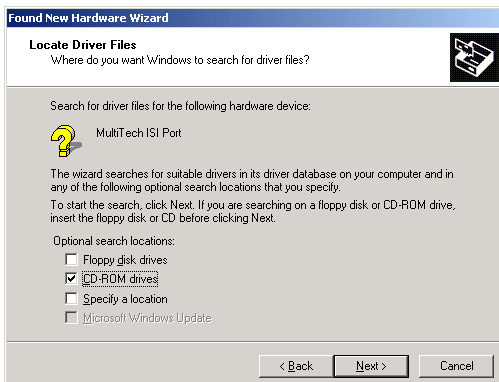 Found New Hardware Wizard
Locate Driver Files
Where do you want Windows to search for driver files?
Search for driver files for the following hardware device:
MultiTech ISI Port
The wizard searches for suitable drivers in its driver database on your computer and in
any of the following optional search locations that you specify.
To start the search, click Next. If you are searching on a floppy disk or CD-ROM drive,
insert the floppy disk or CD before clicking Next.
Optional search locations:
Floppy disk drives
CD-ROM drives
Specify a location
Microsoft Windows Update
< Back
Next >
Cancel